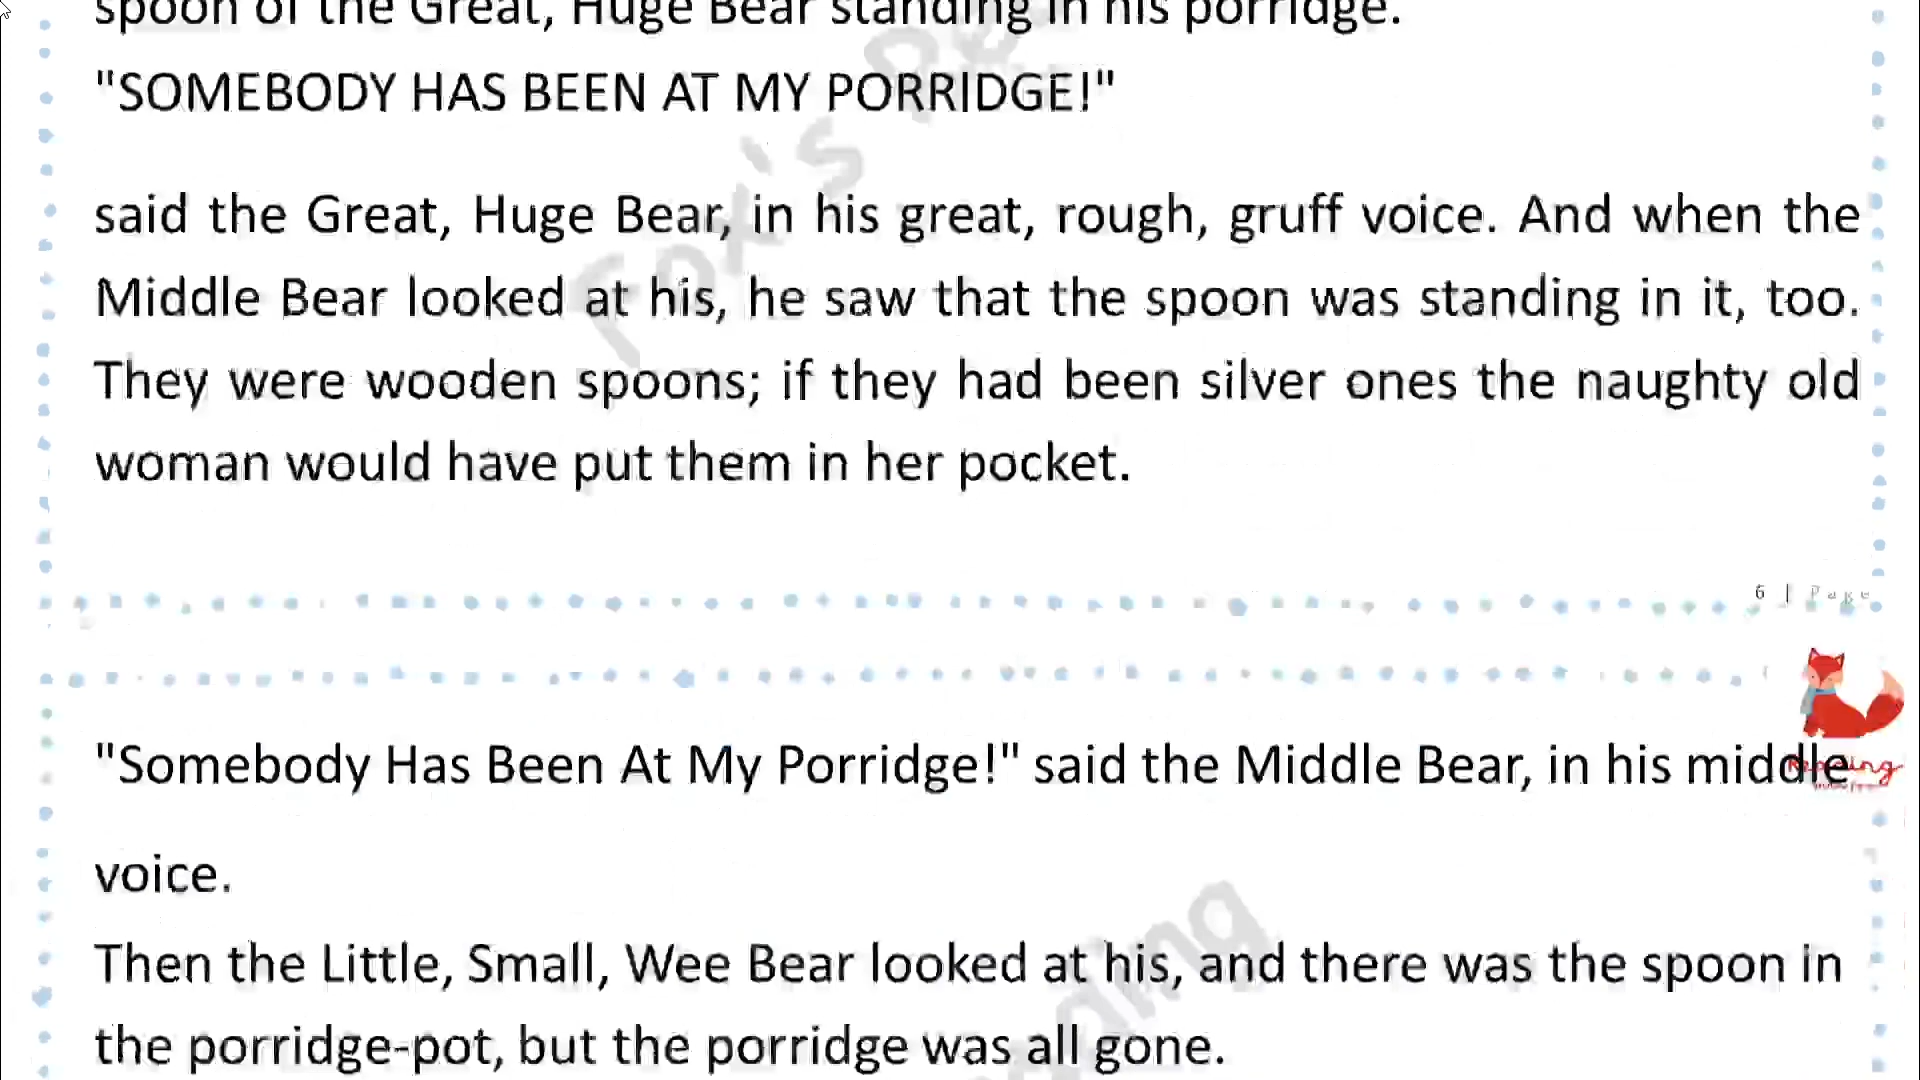 spoon of the Great, Huge Bear standing in his porridge.
"SOMEBODY HAS BEEN AT MY PORRIDGE!"
said the Great, Huge Bear, in his great, rough, gruff voice. And when the
Middle Bear looked at his, he saw that the spoon was standing in it, too.
They were wooden spoons; if they had been silver ones the naughty old
woman would have put them in her pocket.
6 | Page
"Somebody Has Been At My Porridge!" said the Middle Bear, in his middle
Reading
voice.
Then the Little, Small, Wee Bear looked at his, and there was the spoon in
the porridge-pot, but the porridge was all gone.
Fox's